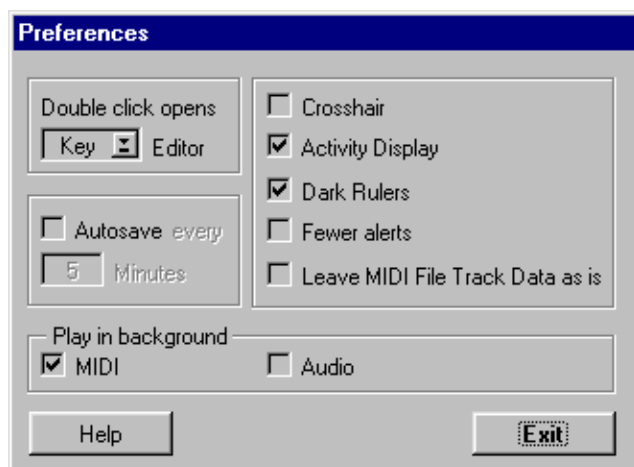 Preferences
Double click opens
Key Editor
Autosave every
5 Minutes
Crosshair
Activity Display
Dark Rulers
Fewer alerts
Leave MIDI File Track Data as is
Play in background
MIDI Audio
Help Exit